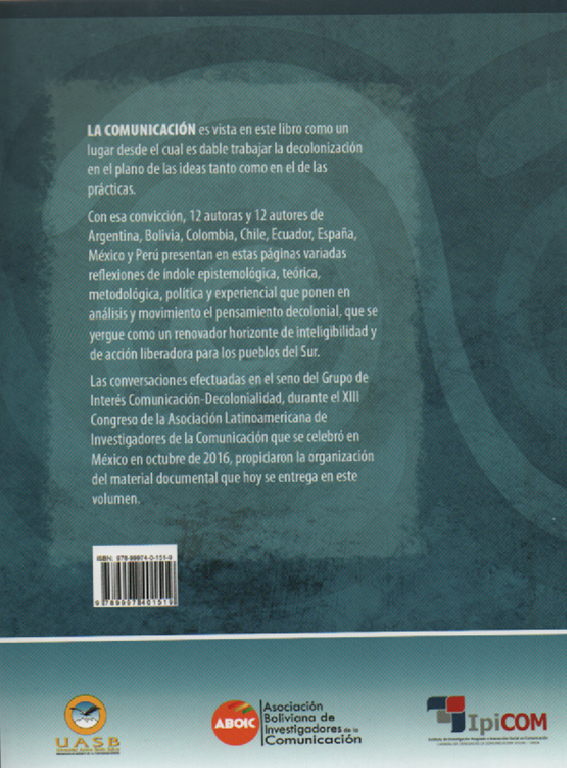 LA COMUNICACIÓN es vista en este libro como un
lugar desde el cual es dable trabajar la decolonización
en el plano de las ideas tanto como en el de las
prácticas.
Con esa convicción, 12 autoras y 12 autores de
Argentina, Bolivia, Colombia, Chile, Ecuador, España,
México y Perú presentan en estas páginas variadas
reflexiones de índole epistemológica, teórica,
metodológica, política y experiencial que ponen en
análisis y movimiento el pensamiento decolonial, que se
yergue como un renovador horizonte de inteligibilidad y
de acción liberadora para los pueblos del Sur.
Las conversaciones efectuadas en el seno del Grupo de
Interés Comunicación-Decolonialidad, durante el XIII
Congreso de la Asociación Latinoamericana de
Investigadores de la Comunicación que se celebró en
México en octubre de 2016, propiciaron la organización
del material documental que hoy se entrega en este
volumen.
ISBN: 978-99974-0-151-9
9789997401519
UASB
ABOIC
Asociación
Boliviana de
Investigadores de la
Comunicación
IpiCOM